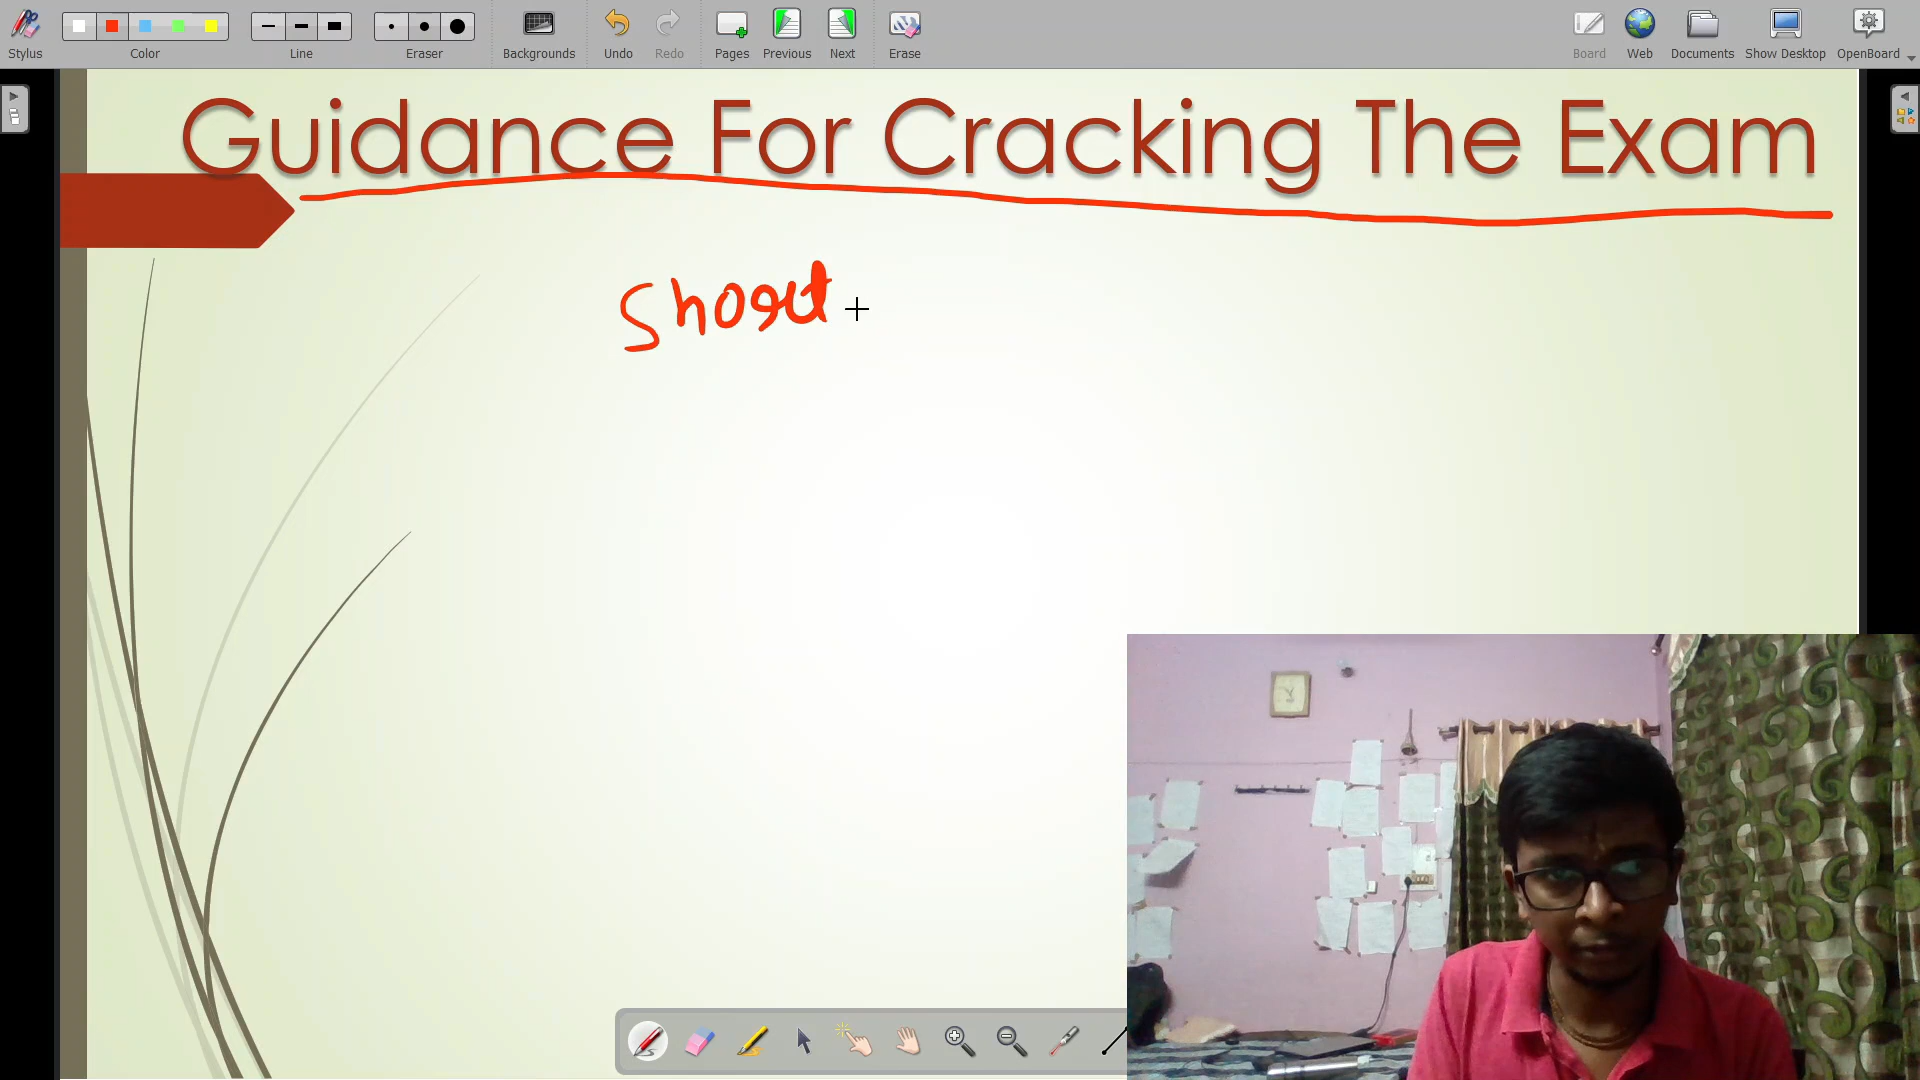 Stylus Color Line Eraser Backgrounds Undo Redo Pages Previous Next Erase Board Web Documents Show Desktop OpenBoard
Guidance For Cracking The Exam
Short